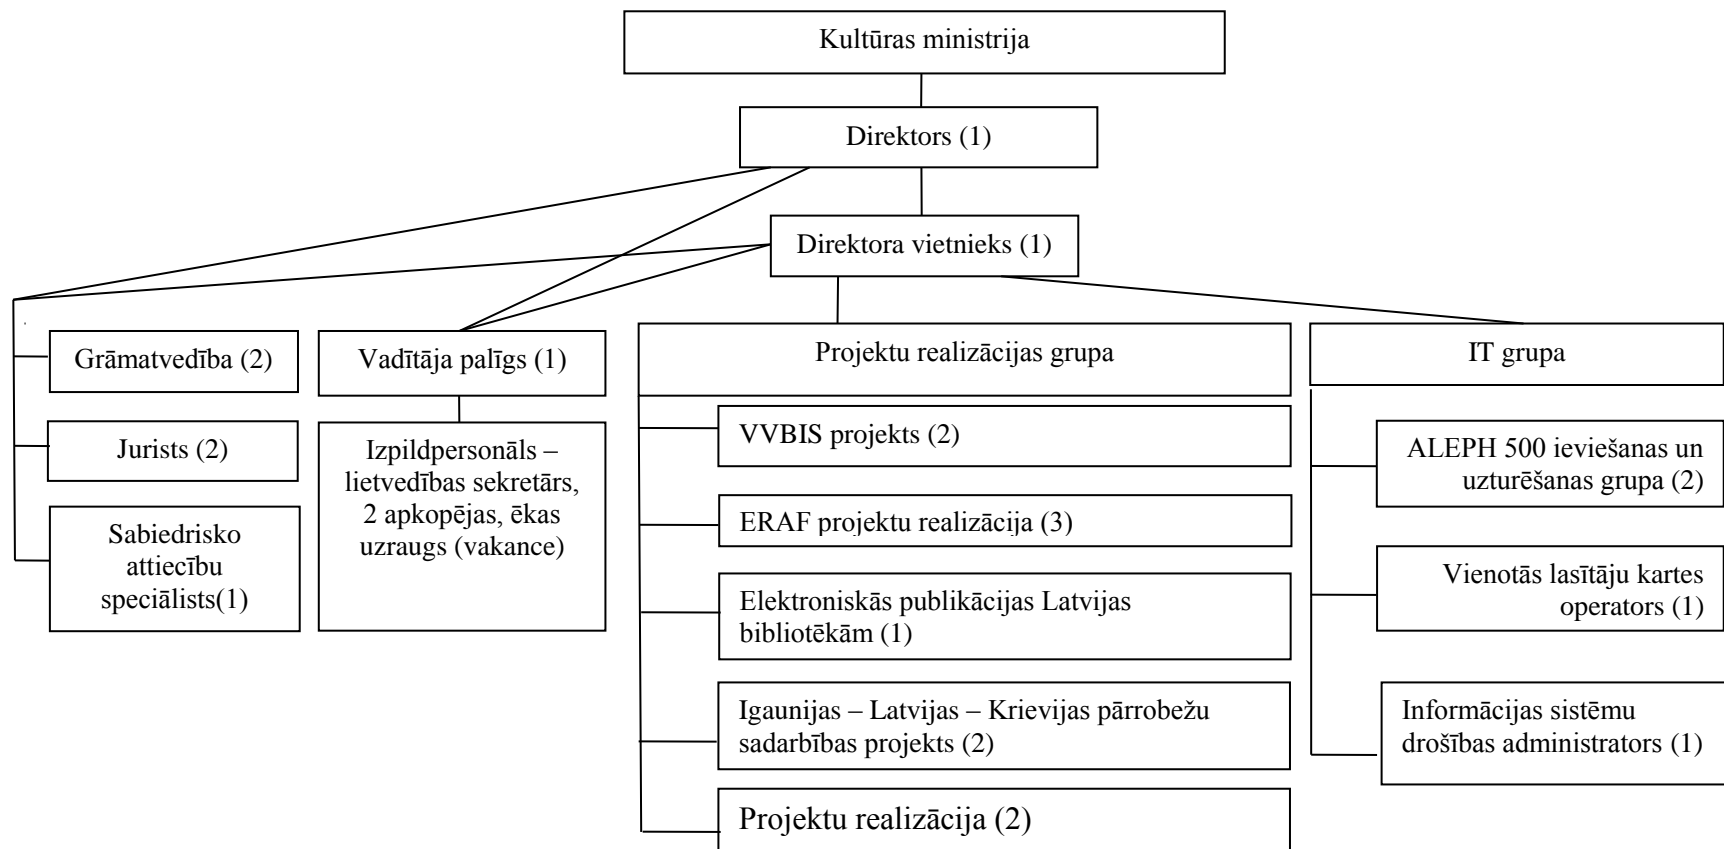 Kultūras ministrija
Direktors (1)
Direktora vietnieks (1)
Grāmatvedība (2)
Jurists (2)
Sabiedrisko
attiecību
speciālists(1)
Vadītāja palīgs (1)
Izpildpersonāls –
lietvedības sekretārs,
2 apkopējas, ēkas
uzraugs (vakance)
Projektu realizācijas grupa
VVBIS projekts (2)
ERAF projektu realizācija (3)
Elektroniskās publikācijas Latvijas
bibliotēkām (1)
Igaunijas – Latvijas – Krievijas pārrobežu
sadarbības projekts (2)
Projektu realizācija (2)
IT grupa
ALEPH 500 ieviešanas un
uzturēšanas grupa (2)
Vienotās lasītāju kartes
operators (1)
Informācijas sistēmu
drošības administrators (1)